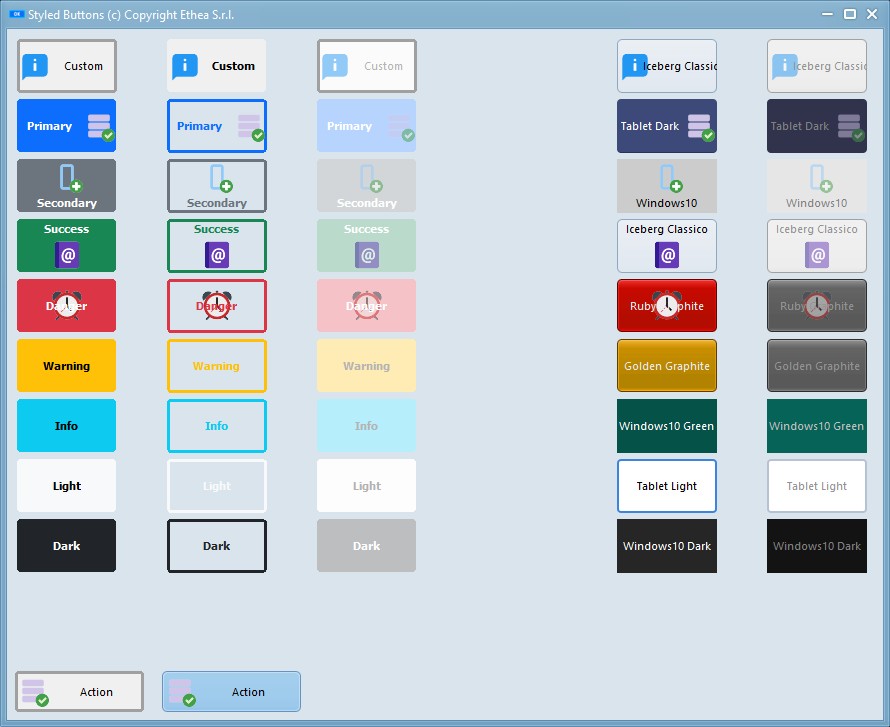 Styled Buttons (c) Copyright Ethea S.r.l.
Custom Custom Custom Iceberg Classic Iceberg Classic
Primary Primary Primary Tablet Dark Tablet Dark
Secondary Secondary Secondary Windows10 Windows10
Success Success Success Iceberg Classico Iceberg Classico
Danger Danger Danger Ruby Graphite Ruby Graphite
Warning Warning Warning Golden Graphite Golden Graphite
Info Info Info Windows10 Green Windows10 Green
Light Light Light Tablet Light Tablet Light
Dark Dark Dark Windows10 Dark Windows10 Dark
Action Action